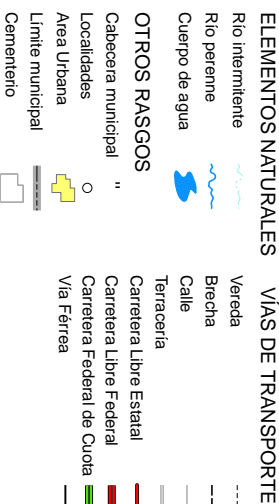 ELEMENTOS NATURALES
Río intermitente
Río perenne
Cuerpo de agua
OTROS RASGOS
Cabecera municipal "
Localidades
Area Urbana
Límite municipal
Cementerio
VÍAS DE TRANSPORTE
Vereda
Brecha
Calle
Terracería
Carretera Libre Estatal
Carretera Libre Federal
Carretera Federal de Cuota
Vía Férrea